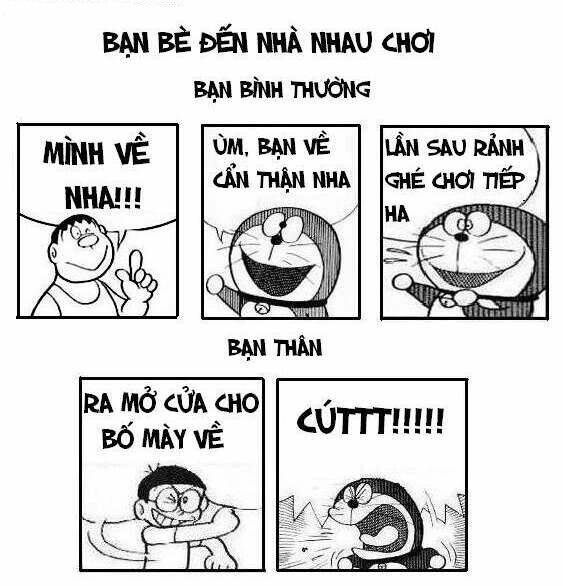 BẠN BÈ ĐẾN NHÀ NHAU CHƠI
BẠN BÌNH THƯỜNG
MÌNH VỀ
NHA!!!
ÙM, BẠN VỀ
CẨN THẬN NHA
LẦN SAU RẢNH
GHÉ CHƠI TIẾP
HA
BẠN THÂN
RA MỞ CỬA CHO
BỐ MÀY VỀ
CÚTTT!!!!!